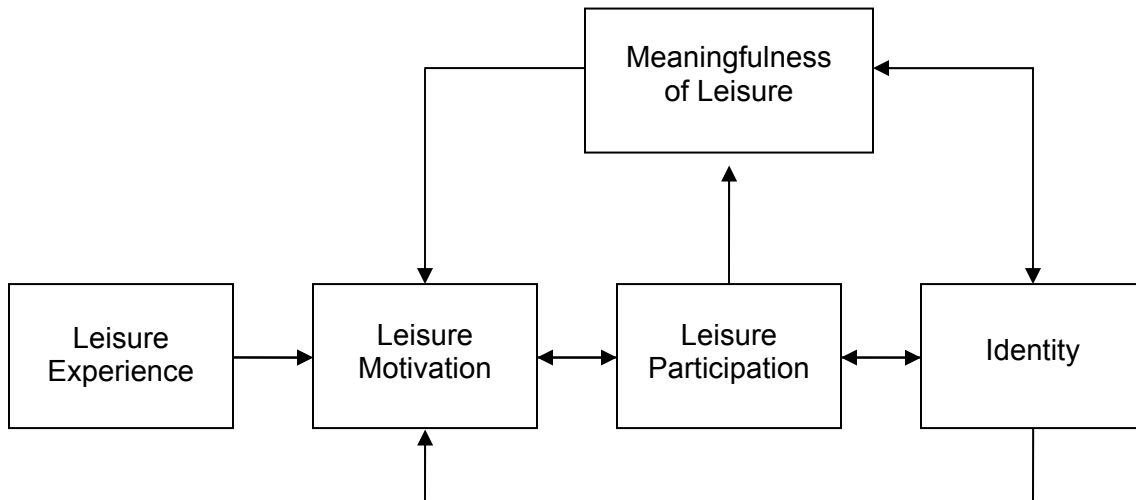 Meaningfulness
of Leisure
Leisure
Experience
Leisure
Motivation
Leisure
Participation
Identity